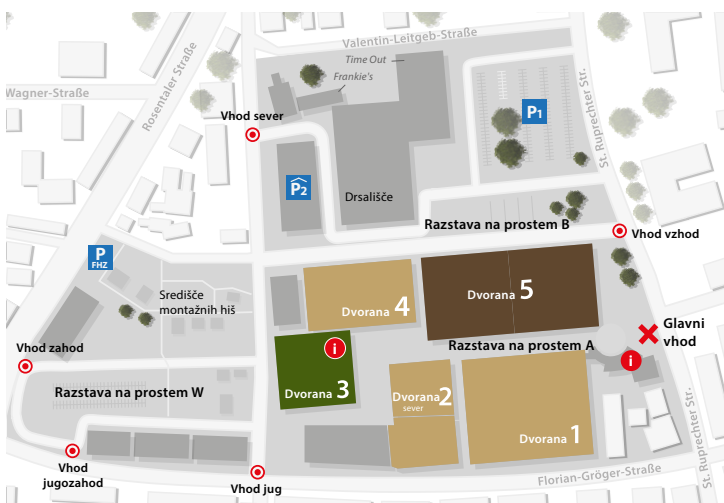 Valentin-Leitgeb-Straße
Time Out
Frankie's
Wagner-Straße
Rosentaler Straße
St. Ruprechter Str.
Vhod sever
P1
P2
Drsališče
Razstava na prostem B
Vhod vzhod
P
FHZ
Središče
montažnih hiš
Dvorana 4
Dvorana 5
Glavni
vhod
Vhod zahod
Razstava na prostem A
i
i
Dvorana 3
Razstava na prostem W
Dvorana 2
sever
Dvorana 1
St. Ruprechter Str.
Vhod
jugozahod
Vhod jug
Florian-Gröger-Straße